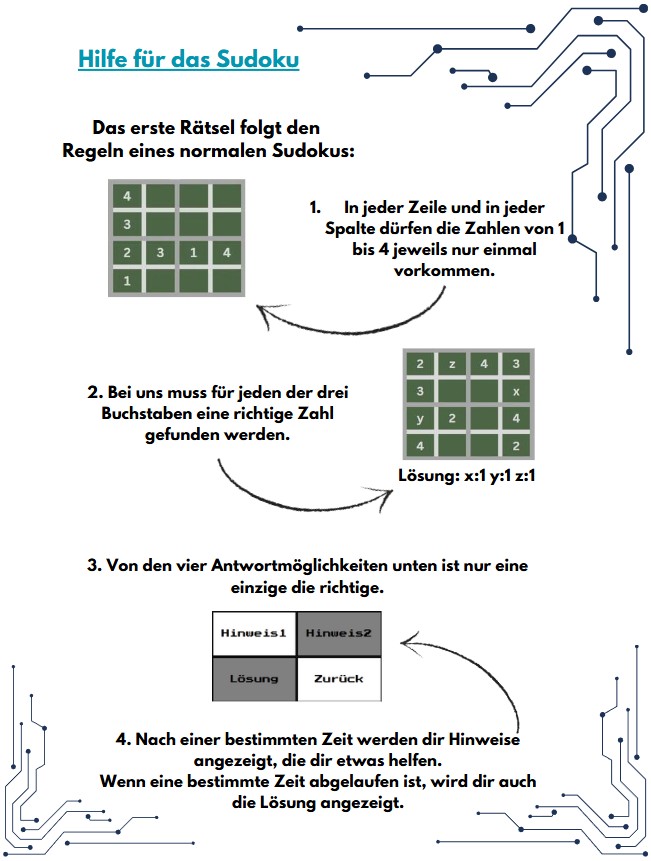 Hilfe für das Sudoku
Das erste Rätsel folgt den
Regeln eines normalen Sudokus:
4
3
2 3 1 4
1
1. In jeder Zeile und in jeder
Spalte dürfen die Zahlen von 1
bis 4 jeweils nur einmal
vorkommen.
2 z 4 3
3 x
y 2 4
4 2
Lösung: x:1 y:1 z:1
2. Bei uns muss für jeden der drei
Buchstaben eine richtige Zahl
gefunden werden.
3. Von den vier Antwortmöglichkeiten unten ist nur eine
einzige die richtige.
Hinweis1 Hinweis2
Lösung Zurück
4. Nach einer bestimmten Zeit werden dir Hinweise
angezeigt, die dir etwas helfen.
Wenn eine bestimmte Zeit abgelaufen ist, wird dir auch
die Lösung angezeigt.